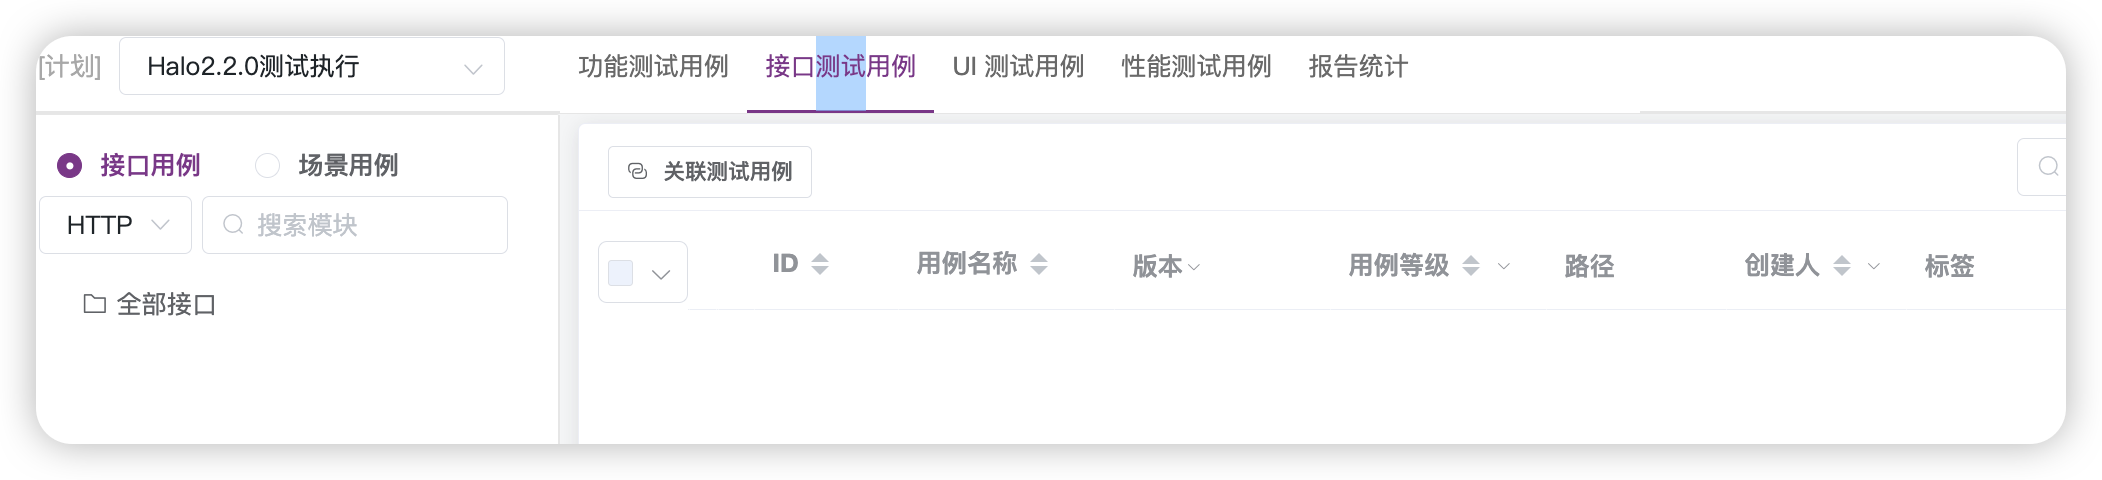 [计划] Halo2.2.0测试执行 功能测试用例 接口测试用例 UI 测试用例 性能测试用例 报告统计
接口用例 场景用例
关联测试用例
HTTP 搜索模块
ID 用例名称 版本 用例等级 路径 创建人 标签
全部接口